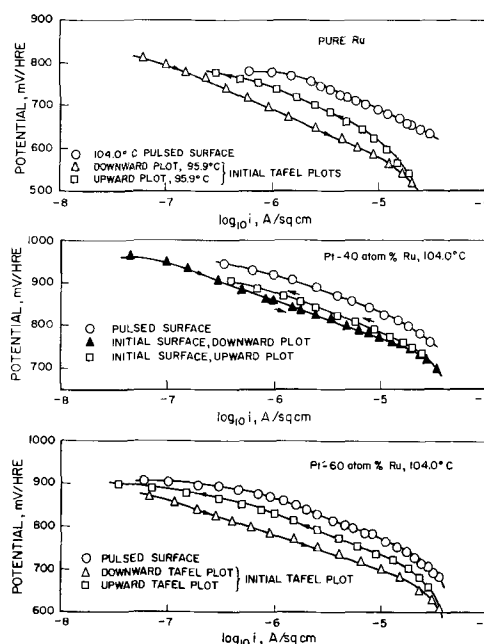 PURE Ru
POTENTIAL, mV/HRE
900
800
700
600
500
104.0° C PULSED SURFACE
DOWNWARD PLOT, 95.9°C
UPWARD PLOT, 95.9°C
INITIAL TAFEL PLOTS
-8 -7 -6 -5 -4
log10 i, A/sq cm
Pt-40 atom % Ru, 104.0°C
POTENTIAL, mV/HRE
1000
900
800
700
PULSED SURFACE
INITIAL SURFACE, DOWNWARD PLOT
INITIAL SURFACE, UPWARD PLOT
-8 -7 -6 -5 -4
log10 i, A/sq cm
Pt-60 atom % Ru, 104.0°C
POTENTIAL, mV/HRE
1000
900
800
700
600
PULSED SURFACE
DOWNWARD TAFEL PLOT
UPWARD TAFEL PLOT
INITIAL TAFEL PLOT
-8 -7 -6 -5 -4
log10 i, A/sq cm